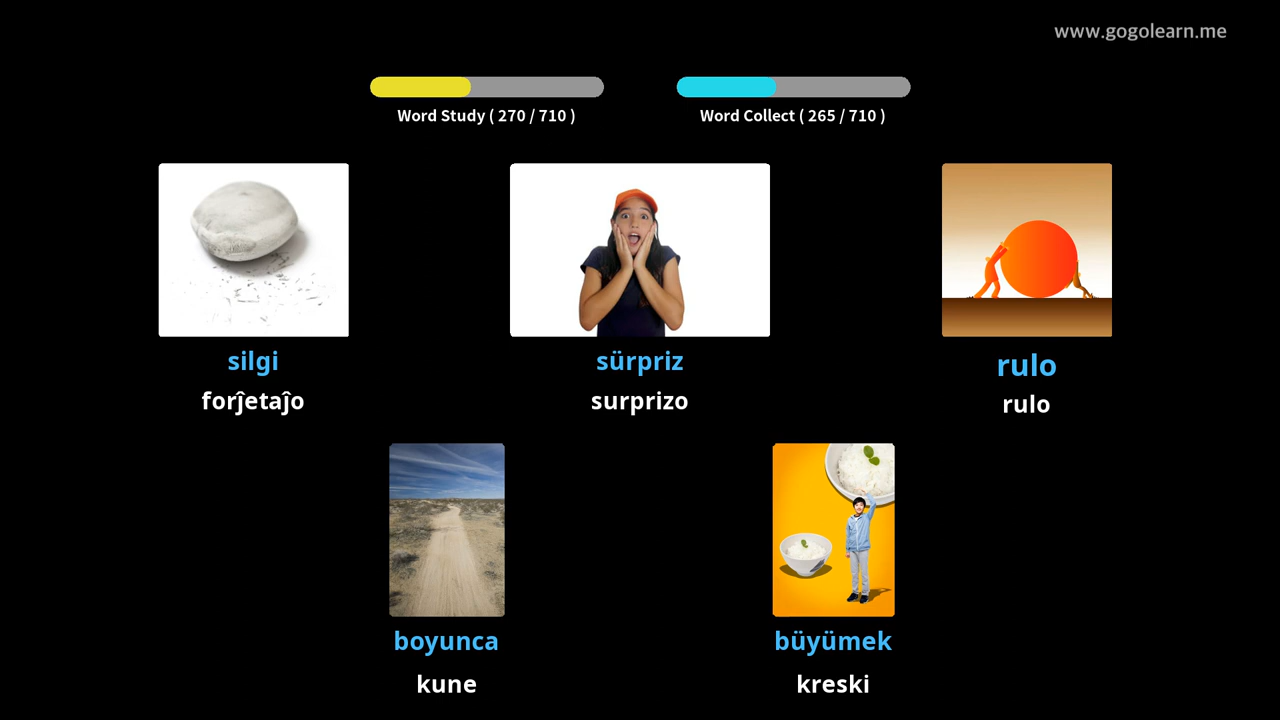 www.gogolearn.me
Word Study ( 270 / 710 )
Word Collect ( 265 / 710 )
silgi
forĵetaĵo
sürpriz
surprizo
rulo
rulo
boyunca
kune
büyümek
kreski